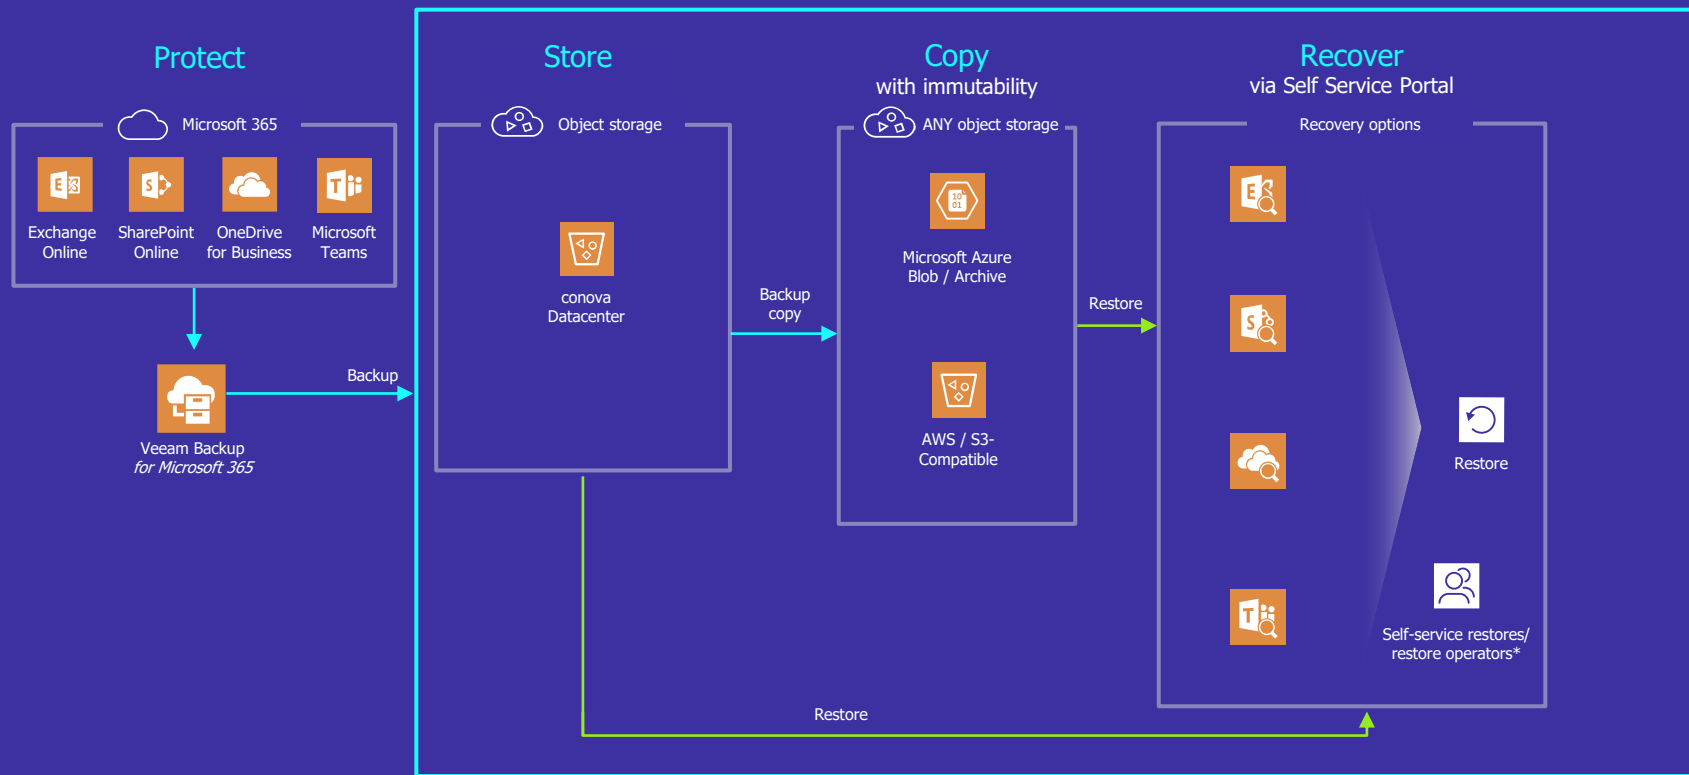 Protect
Microsoft 365
Exchange
Online
SharePoint
Online
OneDrive
for Business
Microsoft
Teams
Veeam Backup
for Microsoft 365
Backup
Store
Object storage
conova
Datacenter
Backup
copy
Copy
with immutability
ANY object storage
10
01
Microsoft Azure
Blob / Archive
AWS / S3-
Compatible
Restore
Recover
via Self Service Portal
Recovery options
Restore
Self-service restores/
restore operators*
Restore